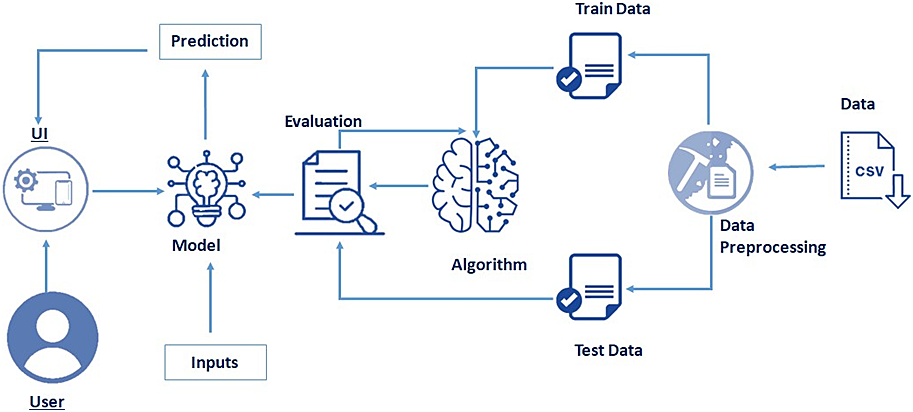 Train Data
Prediction
Data
Evaluation
UI
CSV
Model
Data
Preprocessing
Algorithm
Test Data
Inputs
User